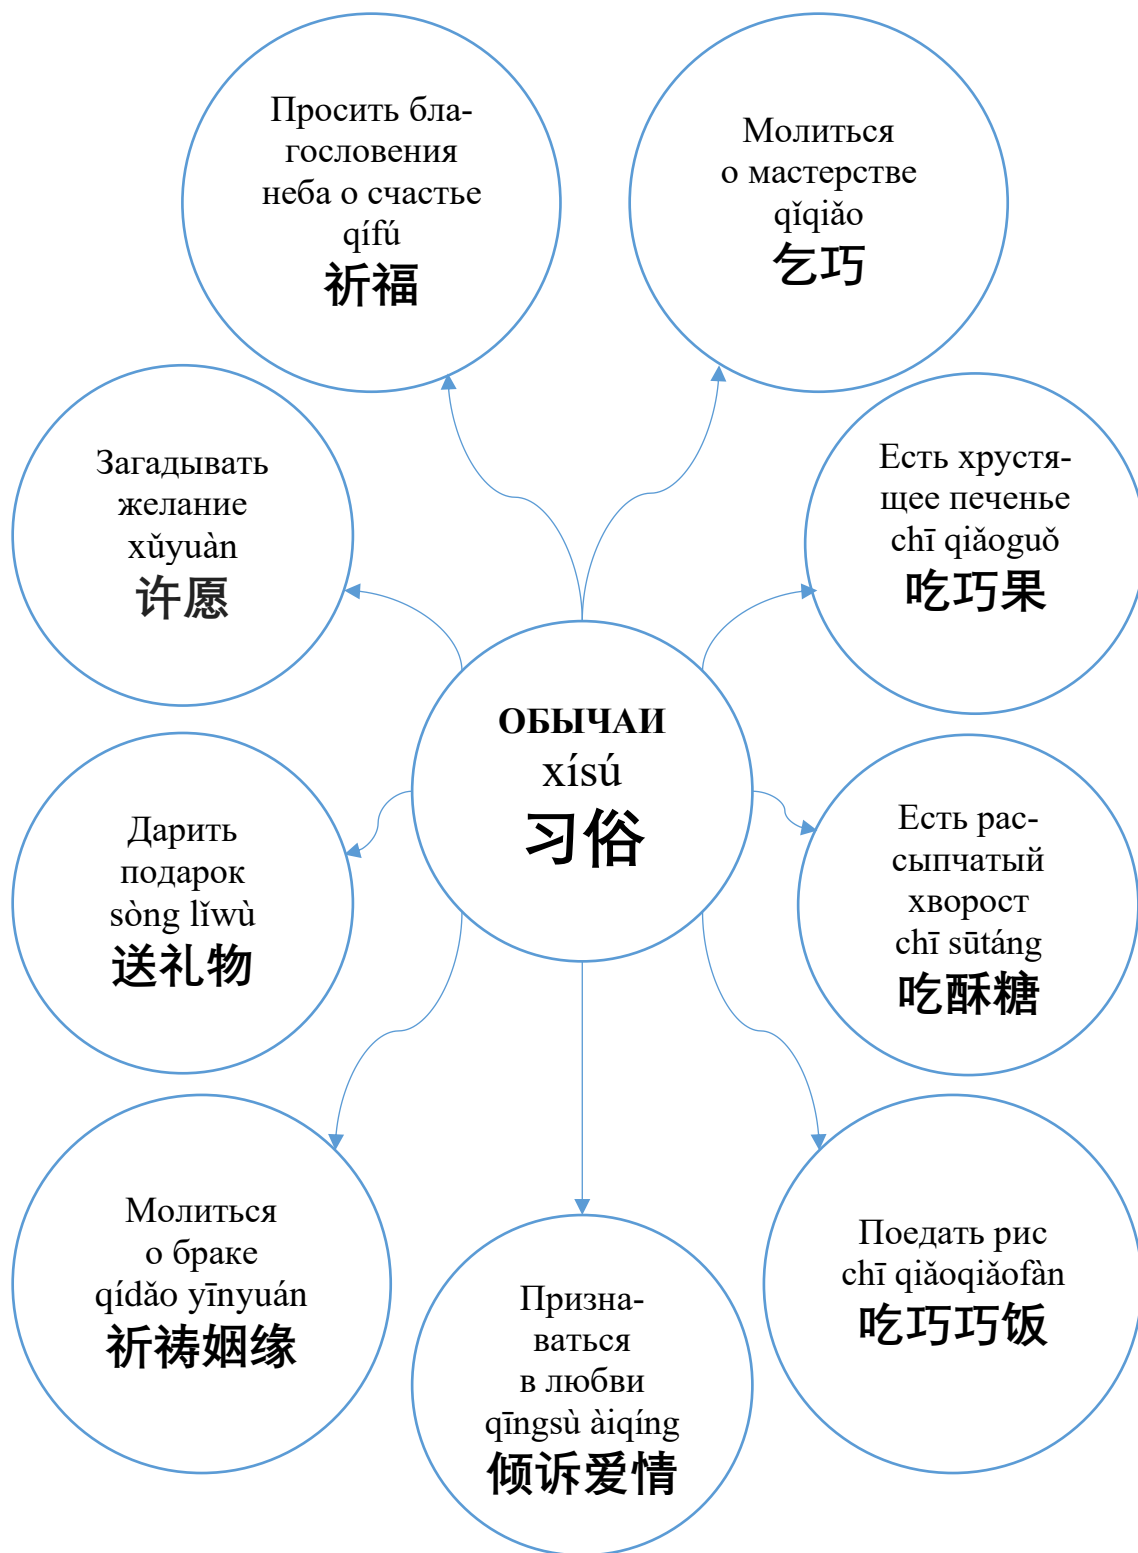 Просить бла-
гословения
неба о счастье
qífú
祈福
Молиться
о мастерстве
qǐqiǎo
乞巧
Загадывать
желание
xǔyuàn
许愿
Есть хрустя-
щее печенье
chī qiǎoguǒ
吃巧果
ОБЫЧАИ
xísú
习俗
Дарить
подарок
sòng lǐwù
送礼物
Есть рас-
сыпчатый
хворост
chī sūtáng
吃酥糖
Молиться
о браке
qídǎo yīnyuán
祈祷姻缘
Призна-
ваться
в любви
qīngsù àiqíng
倾诉爱情
Поедать рис
chī qiǎoqiǎofàn
吃巧巧饭